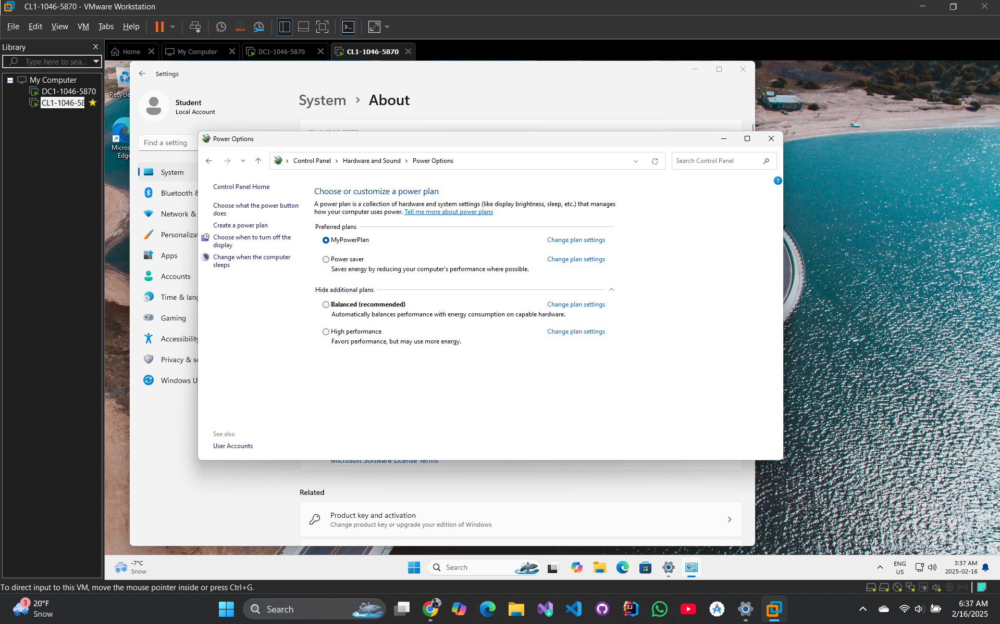 CL1-1046-5870 - VMware Workstation
File Edit View VM Tabs Help
Library
Home
My Computer
DC1-1046-5870
CL1-1046-5870
Type here to sea...
My Computer
DC1-1046-5870
CL1-1046-58
Recycle
Micros
Edge
Settings
Student
Local Account
System > About
Find a setting
System
Bluetooth &
Network &
Personalizat
Apps
Accounts
Time & lang
Gaming
Accessibility
Privacy & se
Windows U
Power Options
Control Panel > Hardware and Sound > Power Options
Search Control Panel
Control Panel Home
Choose what the power button
does
Create a power plan
Choose when to turn off the
display
Change when the computer
sleeps
See also
User Accounts
Choose or customize a power plan
A power plan is a collection of hardware and system settings (like display brightness, sleep, etc.) that manages
how your computer uses power. Tell me more about power plans
Preferred plans
MyPowerPlan Change plan settings
Power saver Change plan settings
Saves energy by reducing your computer's performance where possible.
Hide additional plans
Balanced (recommended) Change plan settings
Automatically balances performance with energy consumption on capable hardware.
High performance Change plan settings
Favors performance, but may use more energy.
Microsoft Software License Terms
Related
Product key and activation
Change product key or upgrade your edition of Windows
-7°C
Snow
Search
ENG
US
3:37 AM
2025-02-16
To direct input to this VM, move the mouse pointer inside or press Ctrl+G.
3
20°F
Snow
Search
6:37 AM
2/16/2025